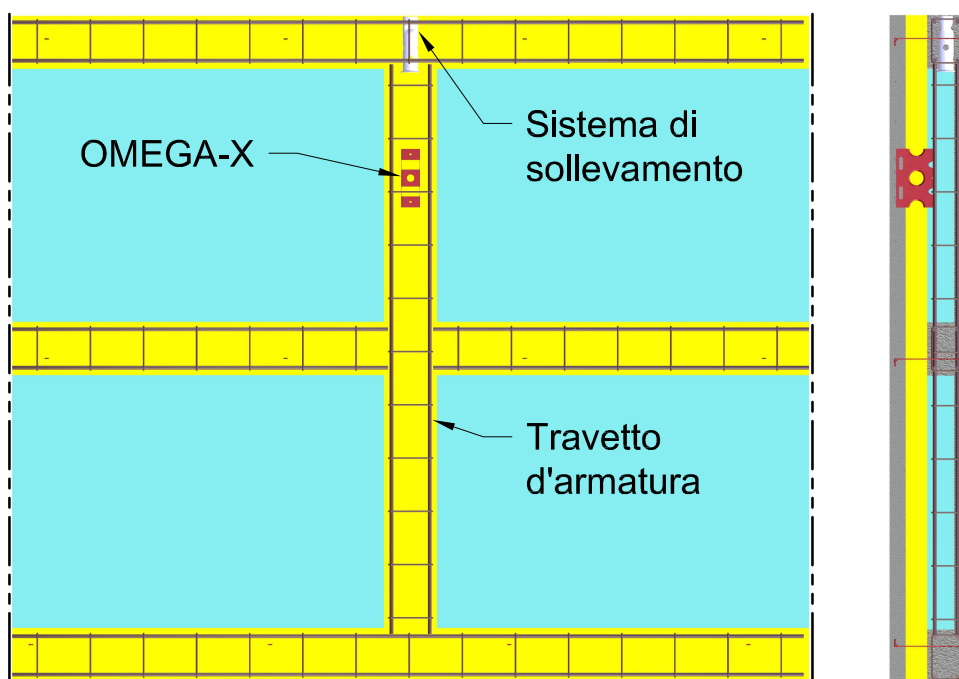 OMEGA-X
Sistema di
sollevamento
Travetto
d'armatura